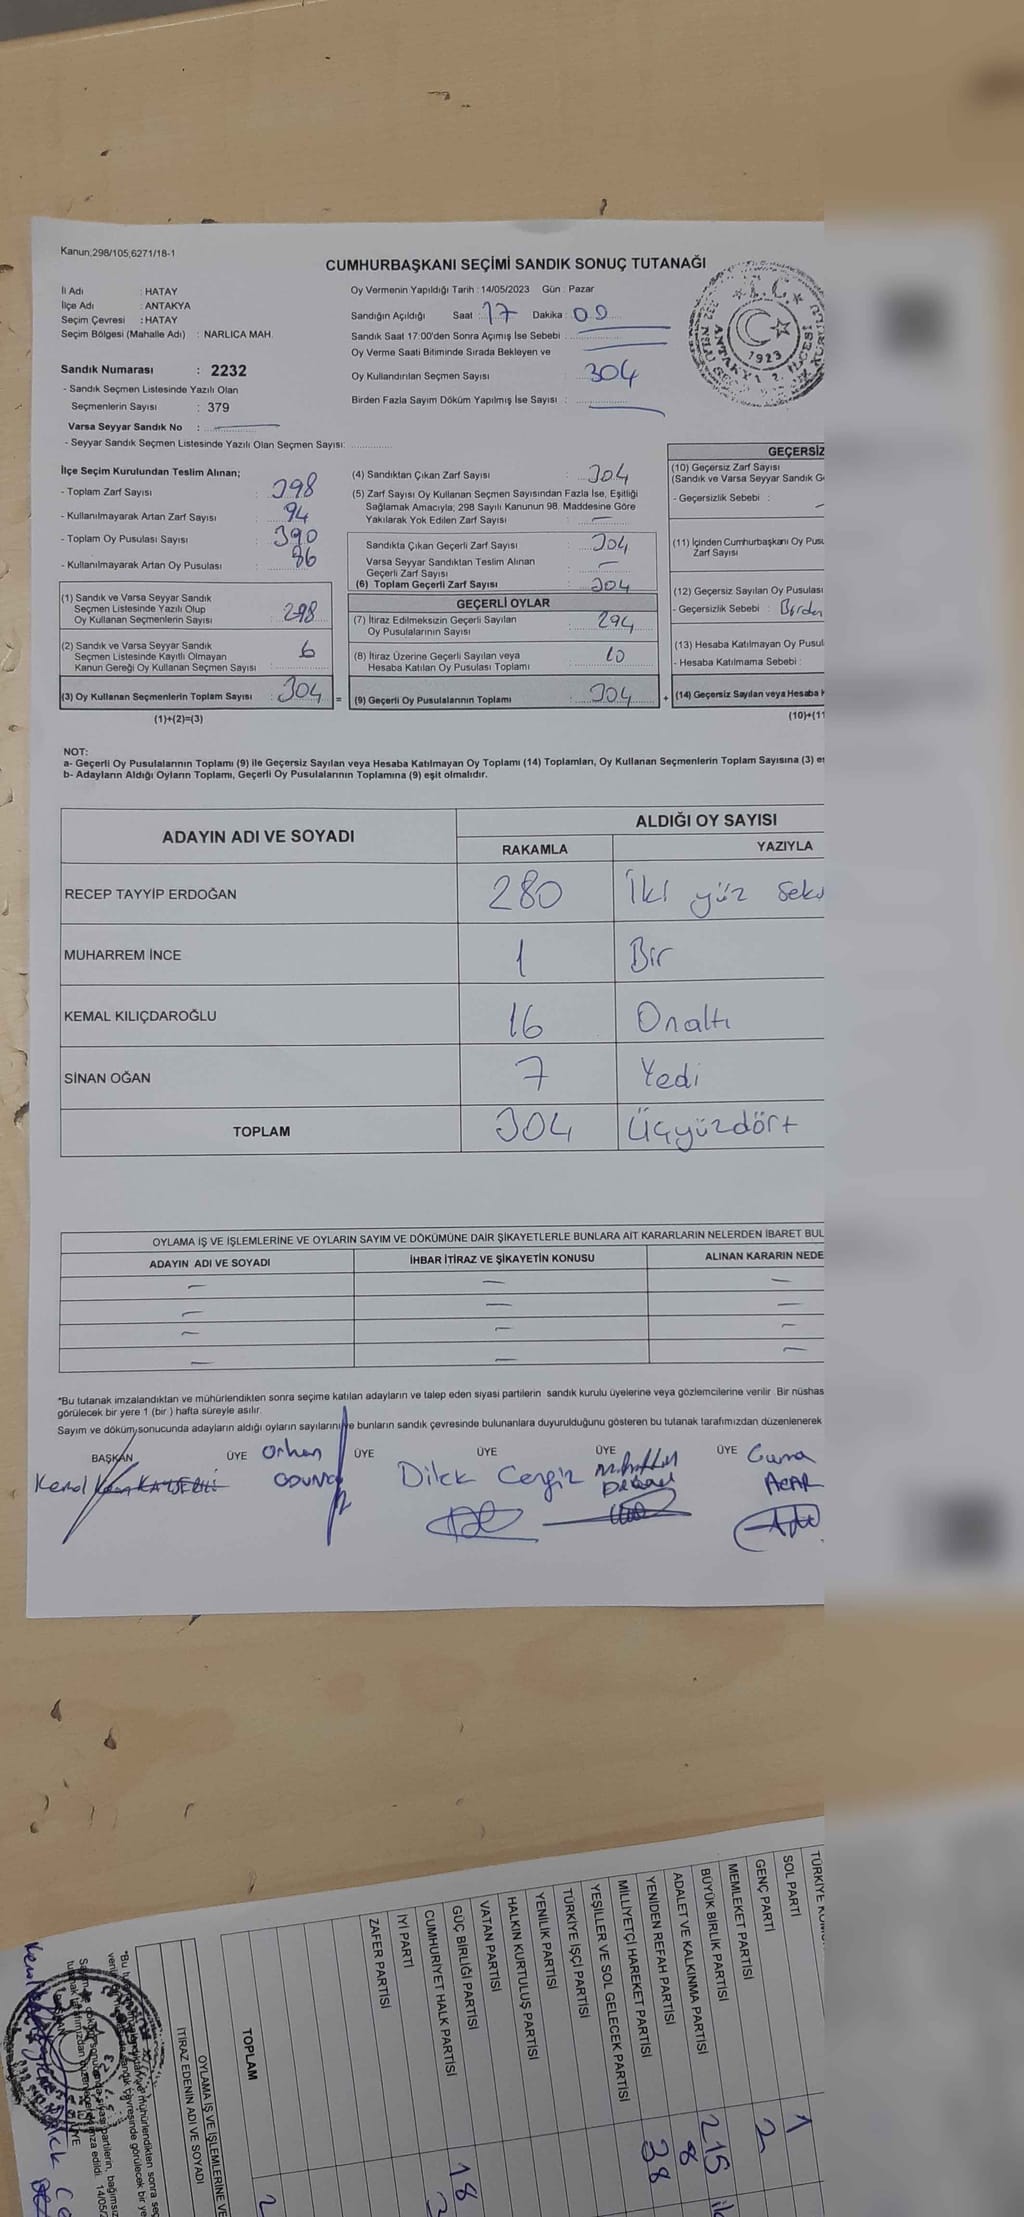 Kanun;298/105,6271/18-1
CUMHURBAŞKANI SEÇİMİ SANDIK SONUÇ TUTANAĞI
İl Adı : HATAY
İlçe Adı : ANTAKYA
Seçim Çevresi : HATAY
Seçim Bölgesi (Mahalle Adı) : NARLICA MAH.
Sandık Numarası : 2232
- Sandık Seçmen Listesinde Yazılı Olan
Seçmenlerin Sayısı : 379
Varsa Seyyar Sandık No :
- Seyyar Sandık Seçmen Listesinde Yazılı Olan Seçmen Sayısı:
Oy Vermenin Yapıldığı Tarih : 14/05/2023 Gün : Pazar
Sandığın Açıldığı Saat : 17 Dakika : 00
Sandık Saat 17:00'den Sonra Açımış İse Sebebi :
Oy Verme Saati Bitiminde Sırada Bekleyen ve
Oy Kullandırılan Seçmen Sayısı : 304
Birden Fazla Sayım Döküm Yapılmış İse Sayısı :
T.C.
ANTAKYA 2. İLÇESİ
1923
İlçe Seçim Kurulundan Teslim Alınan;
- Toplam Zarf Sayısı : 398
- Kullanılmayarak Artan Zarf Sayısı : 94
- Toplam Oy Pusulası Sayısı : 390
- Kullanılmayarak Artan Oy Pusulası : 86
(1) Sandık ve Varsa Seyyar Sandık
Seçmen Listesinde Yazılı Olup
Oy Kullanan Seçmenlerin Sayısı : 298
(2) Sandık ve Varsa Seyyar Sandık
Seçmen Listesinde Kayıtlı Olmayan
Kanun Gereği Oy Kullanan Seçmen Sayısı : 6
(3) Oy Kullanan Seçmenlerin Toplam Sayısı : 304 =
(1)+(2)=(3)
(4) Sandıktan Çıkan Zarf Sayısı : 304
(5) Zarf Sayısı Oy Kullanan Seçmen Sayısından Fazla İse, Eşitliği
Sağlamak Amacıyla; 298 Sayılı Kanunun 98. Maddesine Göre
Yakılarak Yok Edilen Zarf Sayısı : —
Sandıkta Çıkan Geçerli Zarf Sayısı : 304
Varsa Seyyar Sandıktan Teslim Alınan
Geçerli Zarf Sayısı : —
(6) Toplam Geçerli Zarf Sayısı : 304
GEÇERLİ OYLAR
(7) İtiraz Edilmeksizin Geçerli Sayılan
Oy Pusulalarının Sayısı : 294
(8) İtiraz Üzerine Geçerli Sayılan veya
Hesaba Katılan Oy Pusulası Toplamı : 10
(9) Geçerli Oy Pusulalarının Toplamı : 304 +
GEÇERSİZ
(10) Geçersiz Zarf Sayısı
(Sandık ve Varsa Seyyar Sandık
- Geçersizlik Sebebi :
(11) İçinden Cumhurbaşkanı Oy
Zarf Sayısı
(12) Geçersiz Sayılan Oy Pusulası
- Geçersizlik Sebebi :
(13) Hesaba Katılmayan Oy
- Hesaba Katılmama Sebebi :
(14) Geçersiz Sayılan veya Hesaba
(10)+(11
NOT:
a- Geçerli Oy Pusulalarının Toplamı (9) ile Geçersiz Sayılan veya Hesaba Katılmayan Oy Toplamı (14) Toplamları, Oy Kullanan Seçmenlerin Toplam Sayısına (3)
b- Adayların Aldığı Oyların Toplamı, Geçerli Oy Pusulalarının Toplamına (9) eşit olmalıdır.
ADAYIN ADI VE SOYADI ALDIĞI OY SAYISI
RAKAMLA YAZIYLA
RECEP TAYYİP ERDOĞAN 280 İki yüz Seks
MUHARREM İNCE 1 Bir
KEMAL KILIÇDAROĞLU 16 Onaltı
SİNAN OĞAN 7 Yedi
TOPLAM 304 Üçyüzdört
OYLAMA İŞ VE İŞLEMLERİNE VE OYLARIN SAYIM VE DÖKÜMÜNE DAİR ŞİKAYETLERLE BUNLARA AİT KARARLARIN NELERDEN İBARET BUL
ADAYIN ADI VE SOYADI İHBAR İTİRAZ VE ŞİKAYETİN KONUSU ALINAN KARARIN NEDE
*Bu tutanak imzalandıktan ve mühürlendikten sonra seçime katılan adayların ve talep eden siyasi partilerin sandık kurulu üyelerine veya gözlemcilerine verilir. Bir nüshas
görülecek bir yere 1 (bir ) hafta süreyle asılır.
Sayım ve döküm sonucunda adayların aldığı oyların sayılarını ve bunların sandık çevresinde bulunanlara duyurulduğunu gösteren bu tutanak tarafımızdan düzenlenerek
BAŞKAN ÜYE ÜYE ÜYE ÜYE ÜYE
Kemal
Orhan
Dilek Cengiz
Cuma
ACAR
TÜRKİYE
SOL PARTİ
GENÇ PARTİ 1
MEMLEKET PARTİSİ 2
BÜYÜK BİRLİK PARTİSİ
ADALET VE KALKINMA PARTİSİ 215
YENİDEN REFAH PARTİSİ 8
MİLLİYETÇİ HAREKET PARTİSİ 38
YEŞİLLER VE SOL GELECEK PARTİSİ
TÜRKİYE İŞÇİ PARTİSİ
YENİLİK PARTİSİ
HALKIN KURTULUŞ PARTİSİ
VATAN PARTİSİ
GÜÇ BİRLİĞİ PARTİSİ
CUMHURİYET HALK PARTİSİ 18
İYİ PARTİ
ZAFER PARTİSİ
TOPLAM
OYLAMA İŞ VE İŞLEMLERİNE VE
İTİRAZ EDENİN ADI VE SOYADI